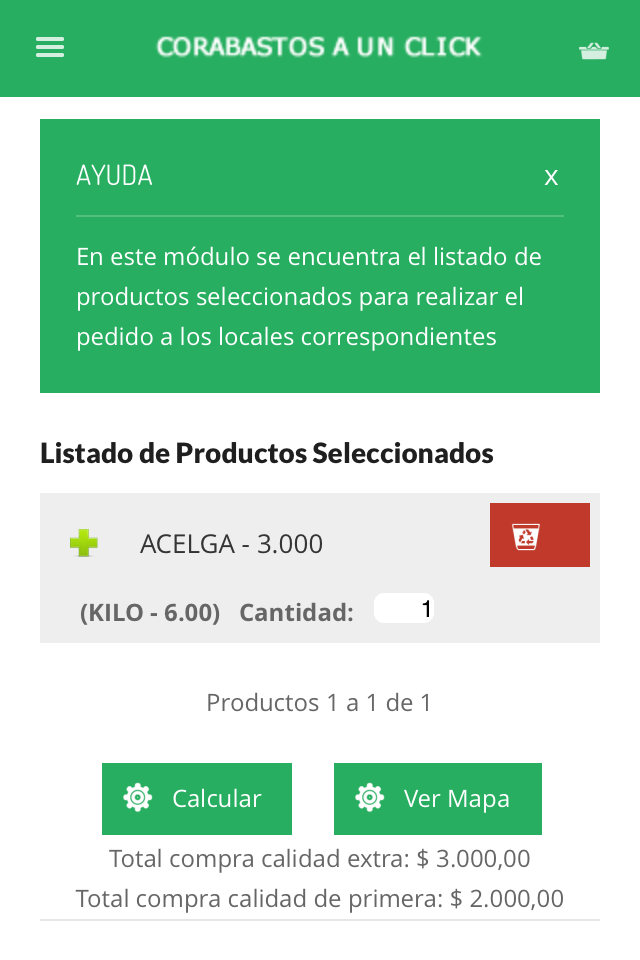 CORABASTOS A UN CLICK
AYUDA x
En este módulo se encuentra el listado de
productos seleccionados para realizar el
pedido a los locales correspondientes
Listado de Productos Seleccionados
ACELGA - 3.000
(KILO - 6.00) Cantidad: 1
Productos 1 a 1 de 1
Calcular Ver Mapa
Total compra calidad extra: $ 3.000,00
Total compra calidad de primera: $ 2.000,00